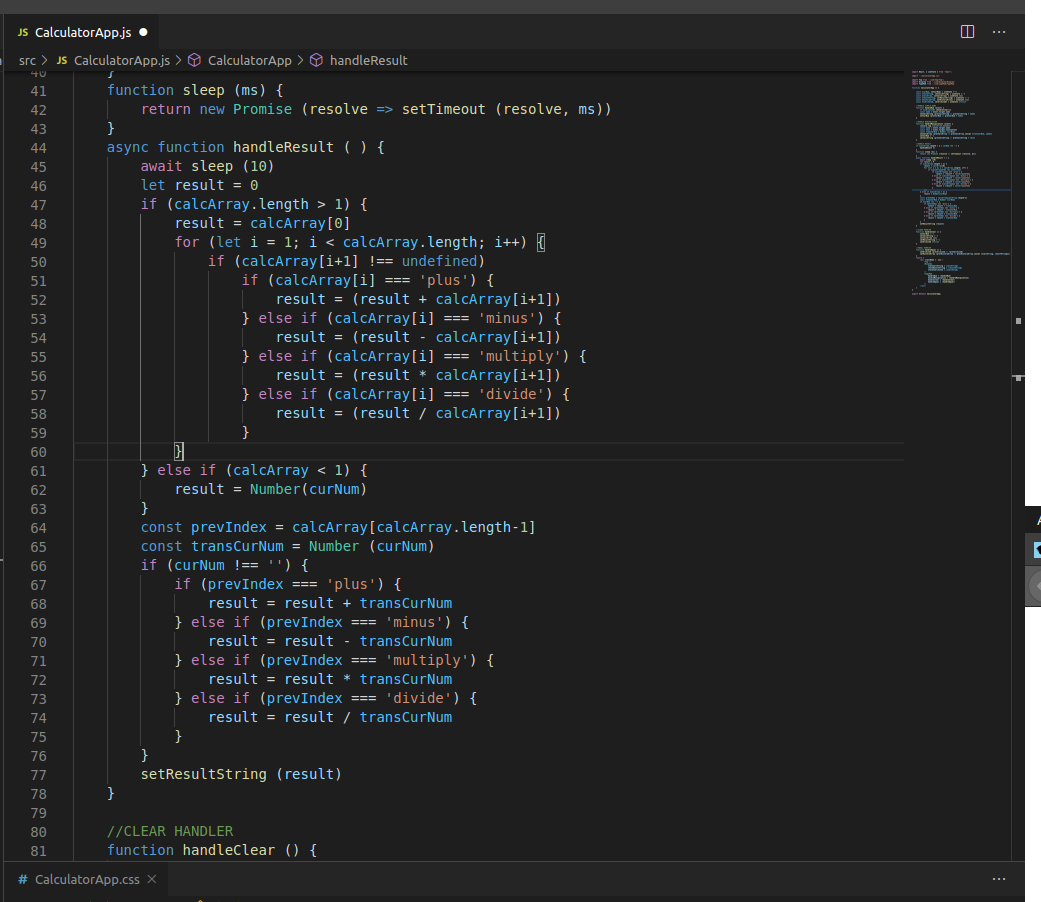 JS CalculatorApp.js ●
src > JS CalculatorApp.js > CalculatorApp > handleResult
40 }
41 function sleep (ms) {
42 return new Promise (resolve => setTimeout (resolve, ms))
43 }
44 async function handleResult ( ) {
45 await sleep (10)
46 let result = 0
47 if (calcArray.length > 1) {
48 result = calcArray[0]
49 for (let i = 1; i < calcArray.length; i++) {
50 if (calcArray[i+1] !== undefined)
51 if (calcArray[i] === 'plus') {
52 result = (result + calcArray[i+1])
53 } else if (calcArray[i] === 'minus') {
54 result = (result - calcArray[i+1])
55 } else if (calcArray[i] === 'multiply') {
56 result = (result * calcArray[i+1])
57 } else if (calcArray[i] === 'divide') {
58 result = (result / calcArray[i+1])
59 }
60 }
61 } else if (calcArray < 1) {
62 result = Number(curNum)
63 }
64 const prevIndex = calcArray[calcArray.length-1]
65 const transCurNum = Number (curNum)
66 if (curNum !== '') {
67 if (prevIndex === 'plus') {
68 result = result + transCurNum
69 } else if (prevIndex === 'minus') {
70 result = result - transCurNum
71 } else if (prevIndex === 'multiply') {
72 result = result * transCurNum
73 } else if (prevIndex === 'divide') {
74 result = result / transCurNum
75 }
76 }
77 setResultString (result)
78 }
79
80 //CLEAR HANDLER
81 function handleClear () {
# CalculatorApp.css ×